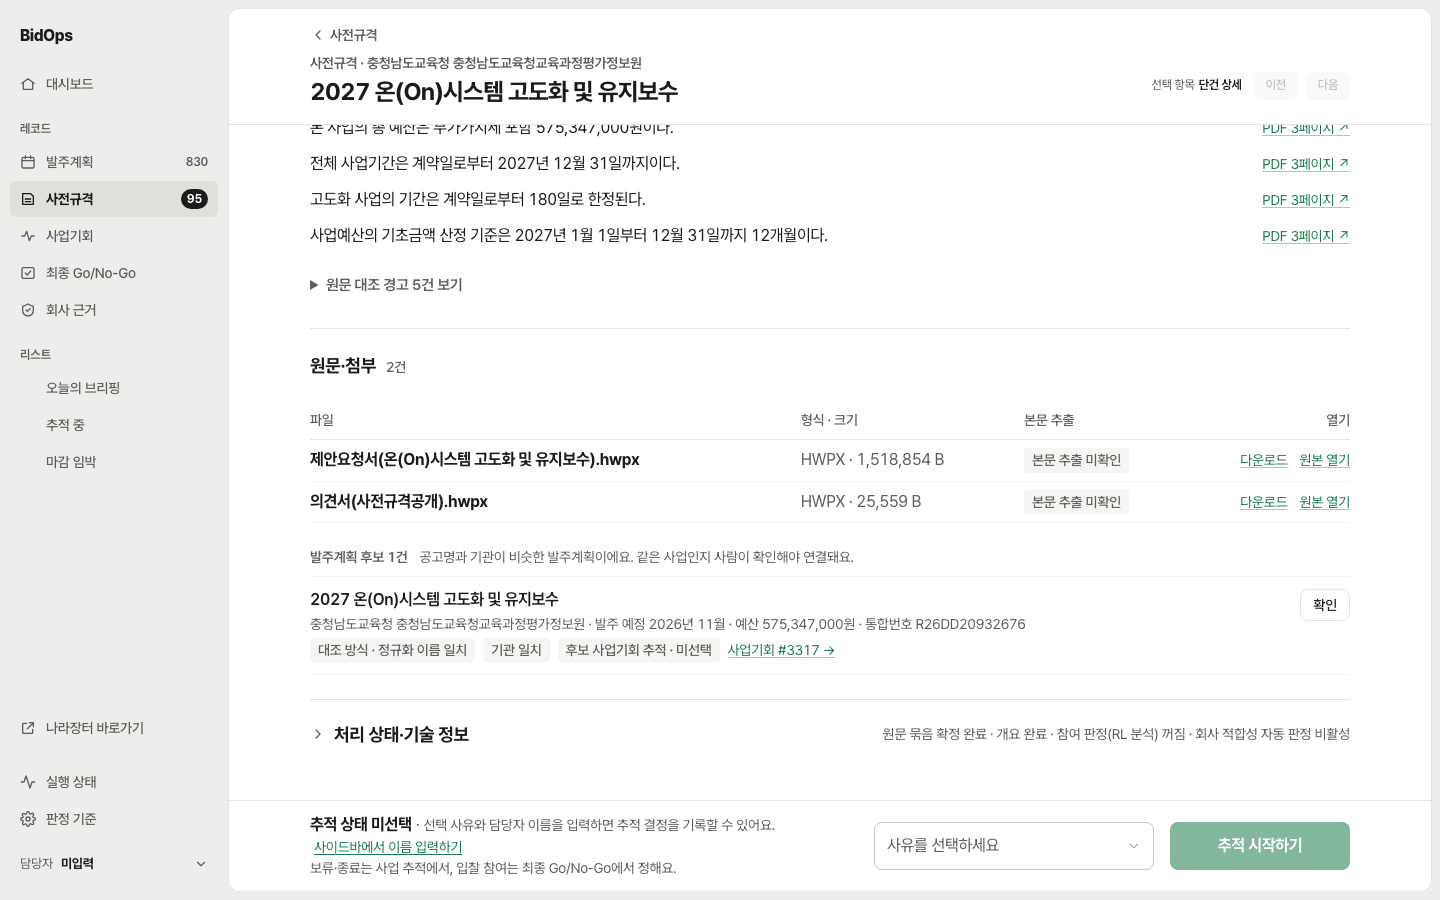 BidOps
대시보드
레코드
발주계획 830
사전규격 95
사업기회
최종 Go/No-Go
회사 근거
리스트
오늘의 브리핑
추적 중
마감 임박
나라장터 바로가기
실행 상태
판정 기준
담당자 미입력
사전규격
사전규격 · 충청남도교육청 충청남도교육청교육과정평가정보원
2027 온(On)시스템 고도화 및 유지보수
선택 항목 단건 상세 이전 다음
본 사업의 총 예산은 부가가치세 포함 575,347,000원이다. PDF 3페이지 ↗
전체 사업기간은 계약일로부터 2027년 12월 31일까지이다. PDF 3페이지 ↗
고도화 사업의 기간은 계약일로부터 180일로 한정된다. PDF 3페이지 ↗
사업예산의 기초금액 산정 기준은 2027년 1월 1일부터 12월 31일까지 12개월이다. PDF 3페이지 ↗
▶ 원문 대조 경고 5건 보기
원문·첨부 2건
파일 형식 · 크기 본문 추출 열기
제안요청서(온(On)시스템 고도화 및 유지보수).hwpx HWPX · 1,518,854 B 본문 추출 미확인 다운로드 원본 열기
의견서(사전규격공개).hwpx HWPX · 25,559 B 본문 추출 미확인 다운로드 원본 열기
발주계획 후보 1건 공고명과 기관이 비슷한 발주계획이에요. 같은 사업인지 사람이 확인해야 연결돼요.
2027 온(On)시스템 고도화 및 유지보수 확인
충청남도교육청 충청남도교육청교육과정평가정보원 · 발주 예정 2026년 11월 · 예산 575,347,000원 · 통합번호 R26DD20932676
대조 방식 · 정규화 이름 일치 기관 일치 후보 사업기회 추적 · 미선택 사업기회 #3317 →
처리 상태·기술 정보 원문 묶음 확정 완료 · 개요 완료 · 참여 판정(RL 분석) 꺼짐 · 회사 적합성 자동 판정 비활성
추적 상태 미선택 · 선택 사유와 담당자 이름을 입력하면 추적 결정을 기록할 수 있어요.
사이드바에서 이름 입력하기
보류·종료는 사업 추적에서, 입찰 참여는 최종 Go/No-Go에서 정해요.
사유를 선택하세요 추적 시작하기